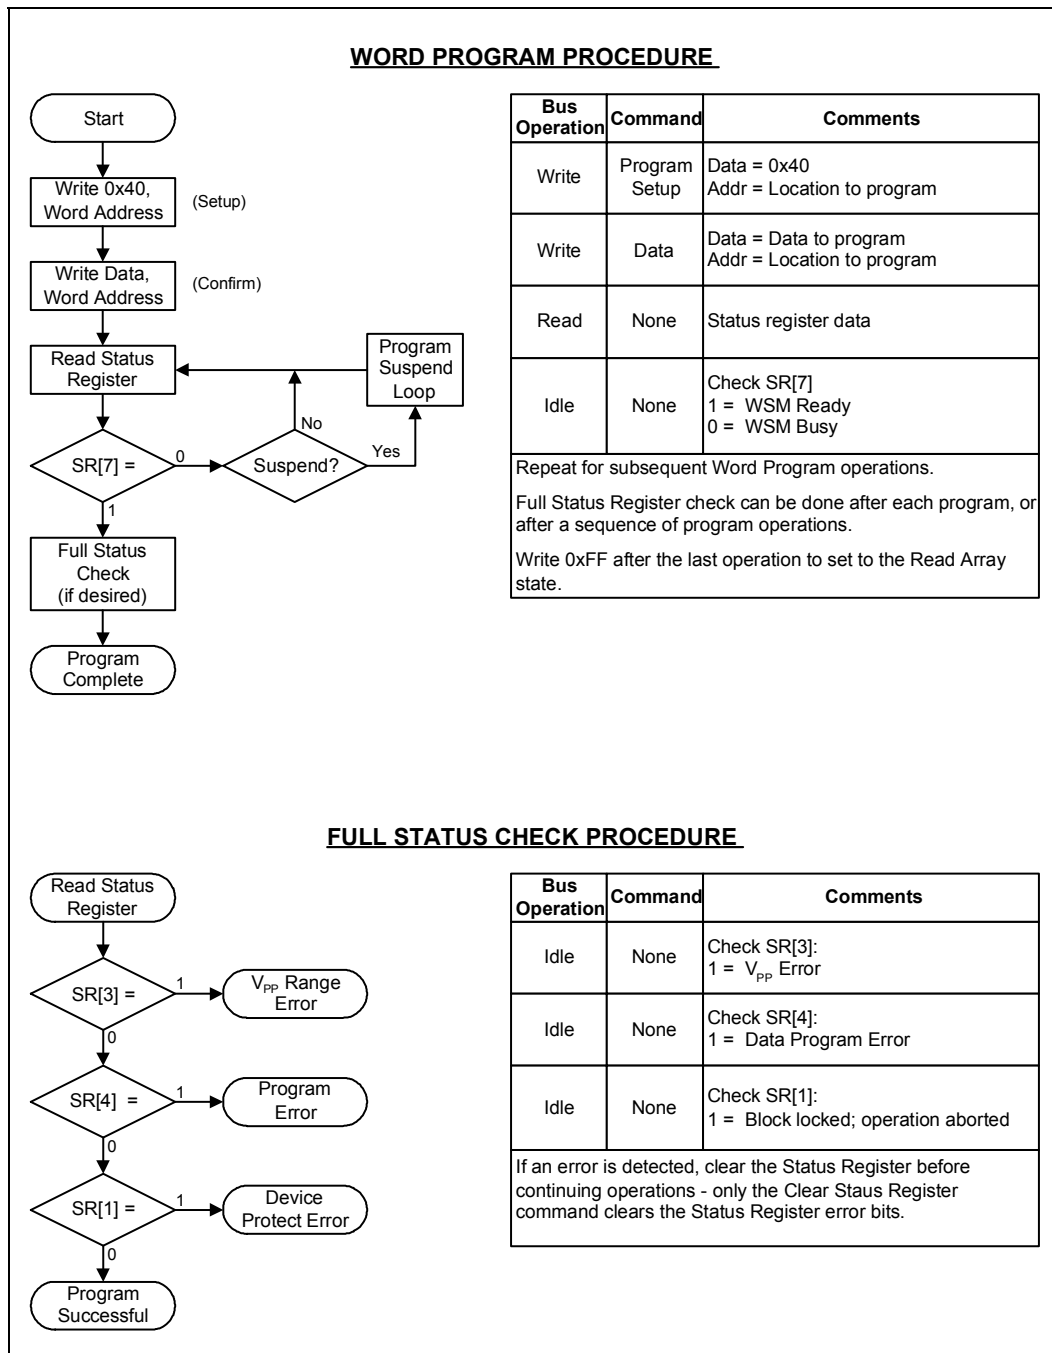 WORD PROGRAM PROCEDURE
Start
Write 0x40,
Word Address
(Setup)
Write Data,
Word Address
(Confirm)
Read Status
Register
Program
Suspend
Loop
No
Yes
SR[7] =
0
Suspend?
1
Full Status
Check
(if desired)
Program
Complete
Bus
Operation
Command
Comments
Write
Program
Setup
Data = 0x40
Addr = Location to program
Write
Data
Data = Data to program
Addr = Location to program
Read
None
Status register data
Idle
None
Check SR[7]
1 = WSM Ready
0 = WSM Busy
Repeat for subsequent Word Program operations.
Full Status Register check can be done after each program, or
after a sequence of program operations.
Write 0xFF after the last operation to set to the Read Array
state.
FULL STATUS CHECK PROCEDURE
Read Status
Register
SR[3] =
1
VPP Range
Error
0
SR[4] =
1
Program
Error
0
SR[1] =
1
Device
Protect Error
0
Program
Successful
Bus
Operation
Command
Comments
Idle
None
Check SR[3]:
1 = VPP Error
Idle
None
Check SR[4]:
1 = Data Program Error
Idle
None
Check SR[1]:
1 = Block locked; operation aborted
If an error is detected, clear the Status Register before
continuing operations - only the Clear Staus Register
command clears the Status Register error bits.